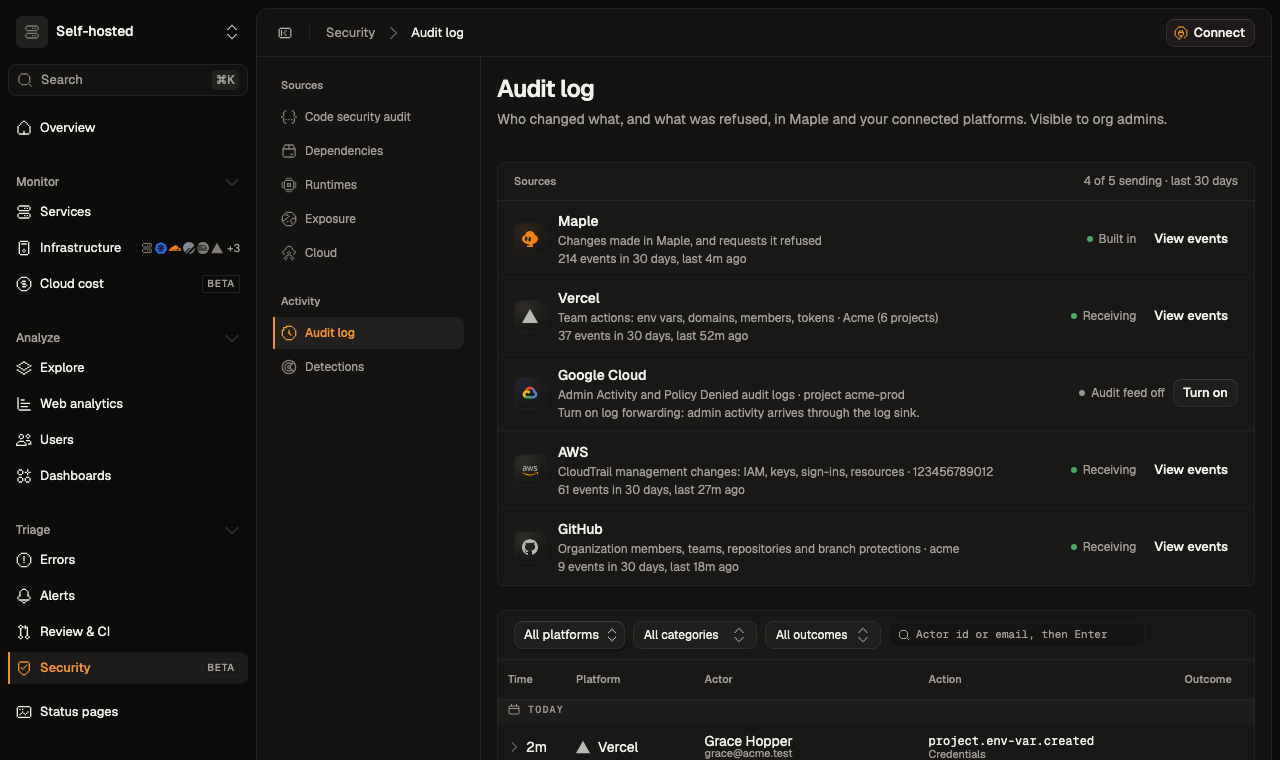 Self-hosted
Search ⌘K
Overview
Monitor
Services
Infrastructure +3
Cloud cost BETA
Analyze
Explore
Web analytics
Users
Dashboards
Triage
Errors
Alerts
Review & CI
Security BETA
Status pages
Security Audit log
Connect
Sources
Code security audit
Dependencies
Runtimes
Exposure
Cloud
Activity
Audit log
Detections
Audit log
Who changed what, and what was refused, in Maple and your connected platforms. Visible to org admins.
Sources 4 of 5 sending · last 30 days
Maple
Changes made in Maple, and requests it refused
214 events in 30 days, last 4m ago
Built in View events
Vercel
Team actions: env vars, domains, members, tokens · Acme (6 projects)
37 events in 30 days, last 52m ago
Receiving View events
Google Cloud
Admin Activity and Policy Denied audit logs · project acme-prod
Turn on log forwarding: admin activity arrives through the log sink.
Audit feed off Turn on
aws
AWS
CloudTrail management changes: IAM, keys, sign-ins, resources · 123456789012
61 events in 30 days, last 27m ago
Receiving View events
GitHub
Organization members, teams, repositories and branch protections · acme
9 events in 30 days, last 18m ago
Receiving View events
All platforms All categories All outcomes Actor id or email, then Enter
Time Platform Actor Action Outcome
TODAY
2m Vercel Grace Hopper project.env-var.created
grace@acme.test Credentials